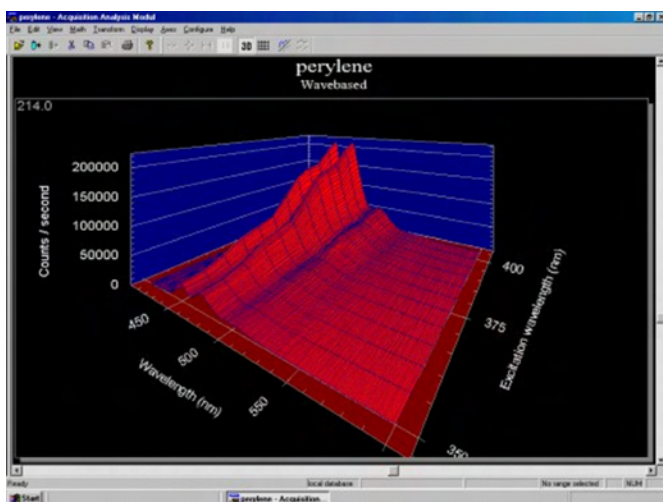 perylene - Acquisition Analysis Modul
File Edit View Math Transform Display Axes Configure Help
3D
perylene
Wavebased
214.0
200000
150000
100000
50000
0
Counts / second
450
500
550
Wavelength (nm)
400
375
350
Excitation wavelength (nm)
Ready
local database
No range selected
NUM
Start
perylene - Acquisition...